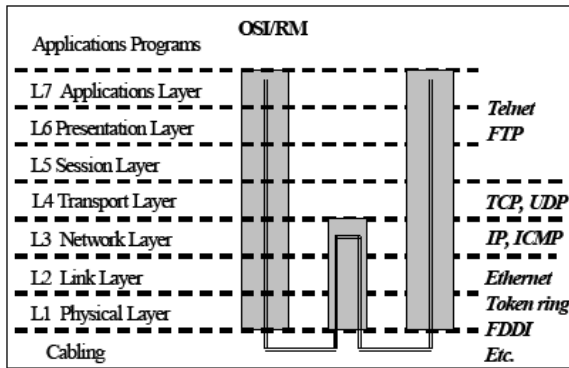 OSI/RM
Applications Programs
L7 Applications Layer
L6 Presentation Layer
L5 Session Layer
L4 Transport Layer
L3 Network Layer
L2 Link Layer
L1 Physical Layer
Cabling
Telnet
FTP
TCP, UDP
IP, ICMP
Ethernet
Token ring
FDDI
Etc.